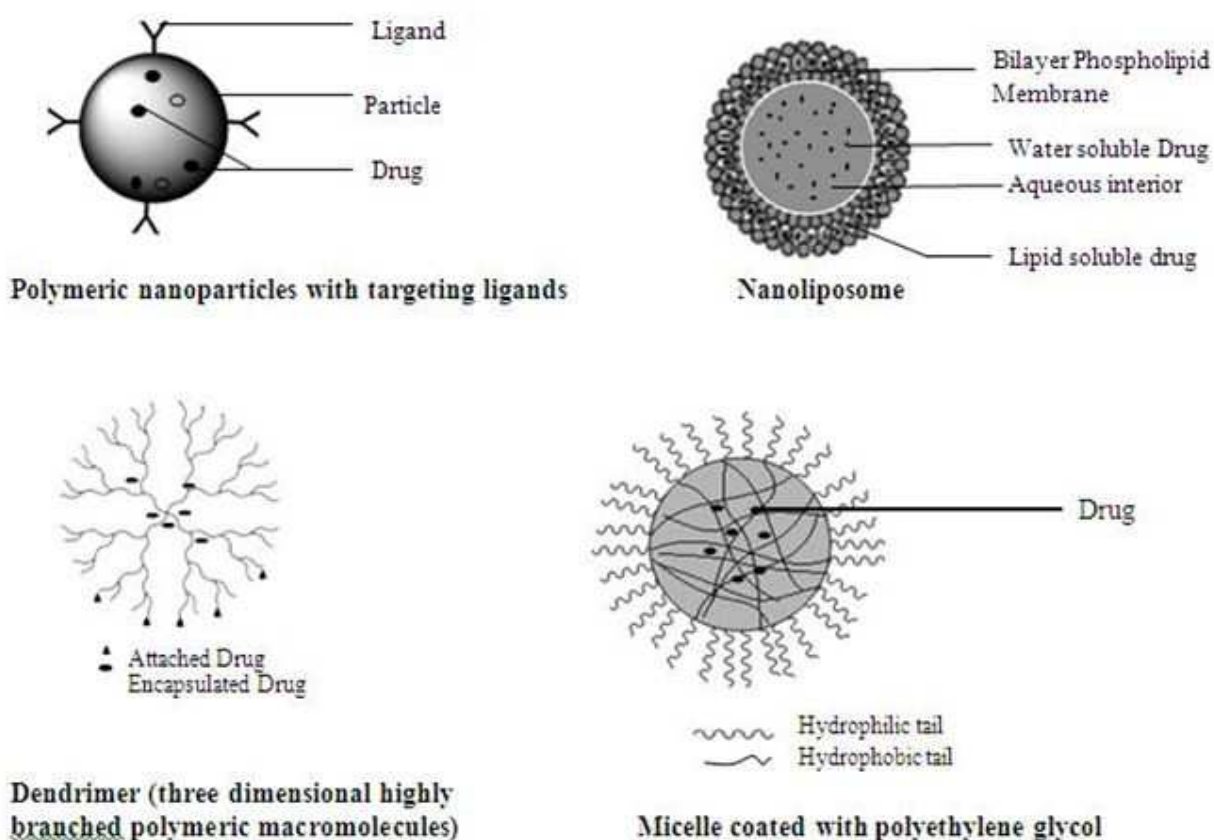 Ligand
Particle
Drug
Polymeric nanoparticles with targeting ligands
Bilayer Phospholipid
Membrane
Water soluble Drug
Aqueous interior
Lipid soluble drug
Nanoliposome
Attached Drug
Encapsulated Drug
Dendrimer (three dimensional highly
branched polymeric macromolecules)
Drug
Hydrophilic tail
Hydrophobic tail
Micelle coated with polyethylene glycol